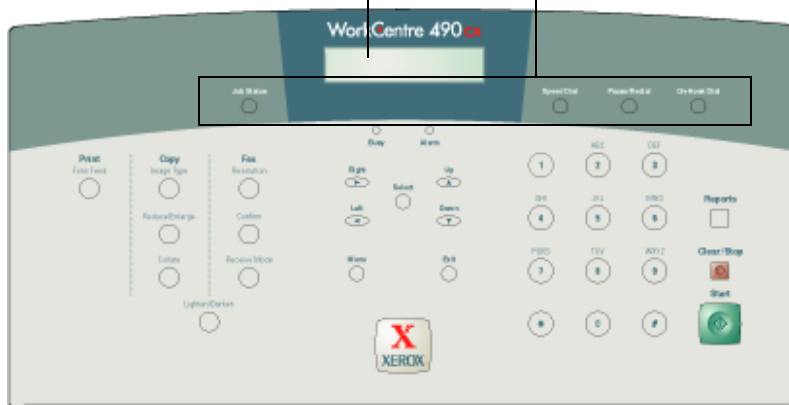 WorkCentre 490cx
Job Status
Speed Dial Pause/Redial On-Hook Dial
Busy Alarm
Print Copy Fax
Form Feed Image Type Resolution
Right Up
Select
Left Down
Reduce/Enlarge Confirm
Collate Receive Mode
Menu Exit
Lighten/Darken
ABC DEF
1 2 3
GHI JKL MNO
4 5 6
Reports
PQRS TUV WXYZ
7 8 9
Clear/Stop
Start
* 0 #
X
XEROX